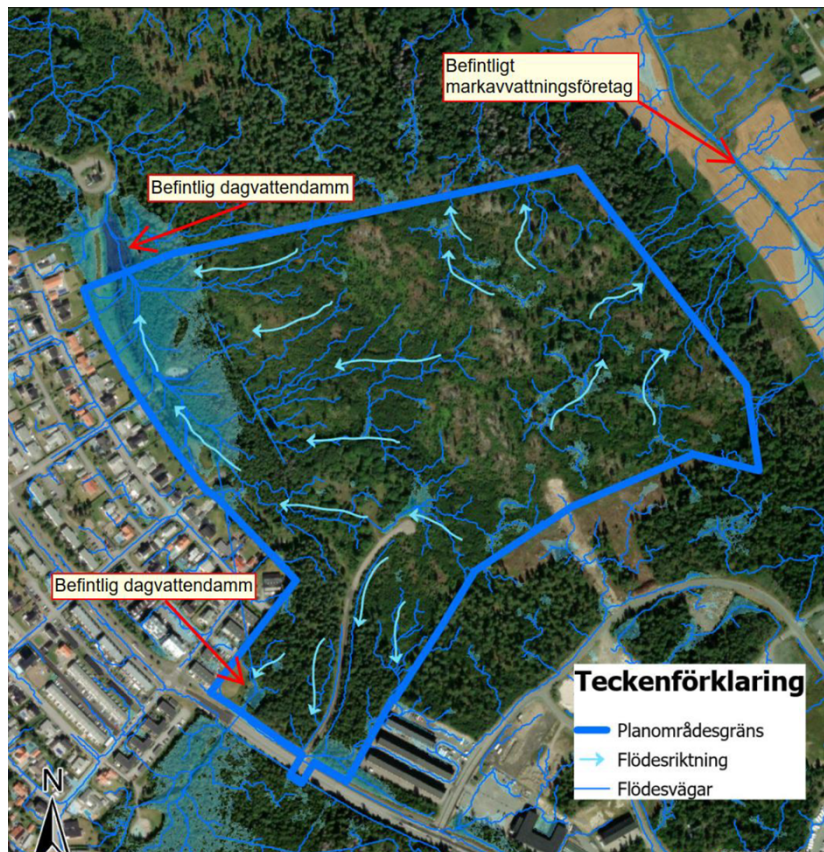 Befintligt
markavvattningsföretag
Befintlig dagvattendamm
Befintlig dagvattendamm
Teckenförklaring
Planområdesgräns
Flödesriktning
Flödesvägar
N